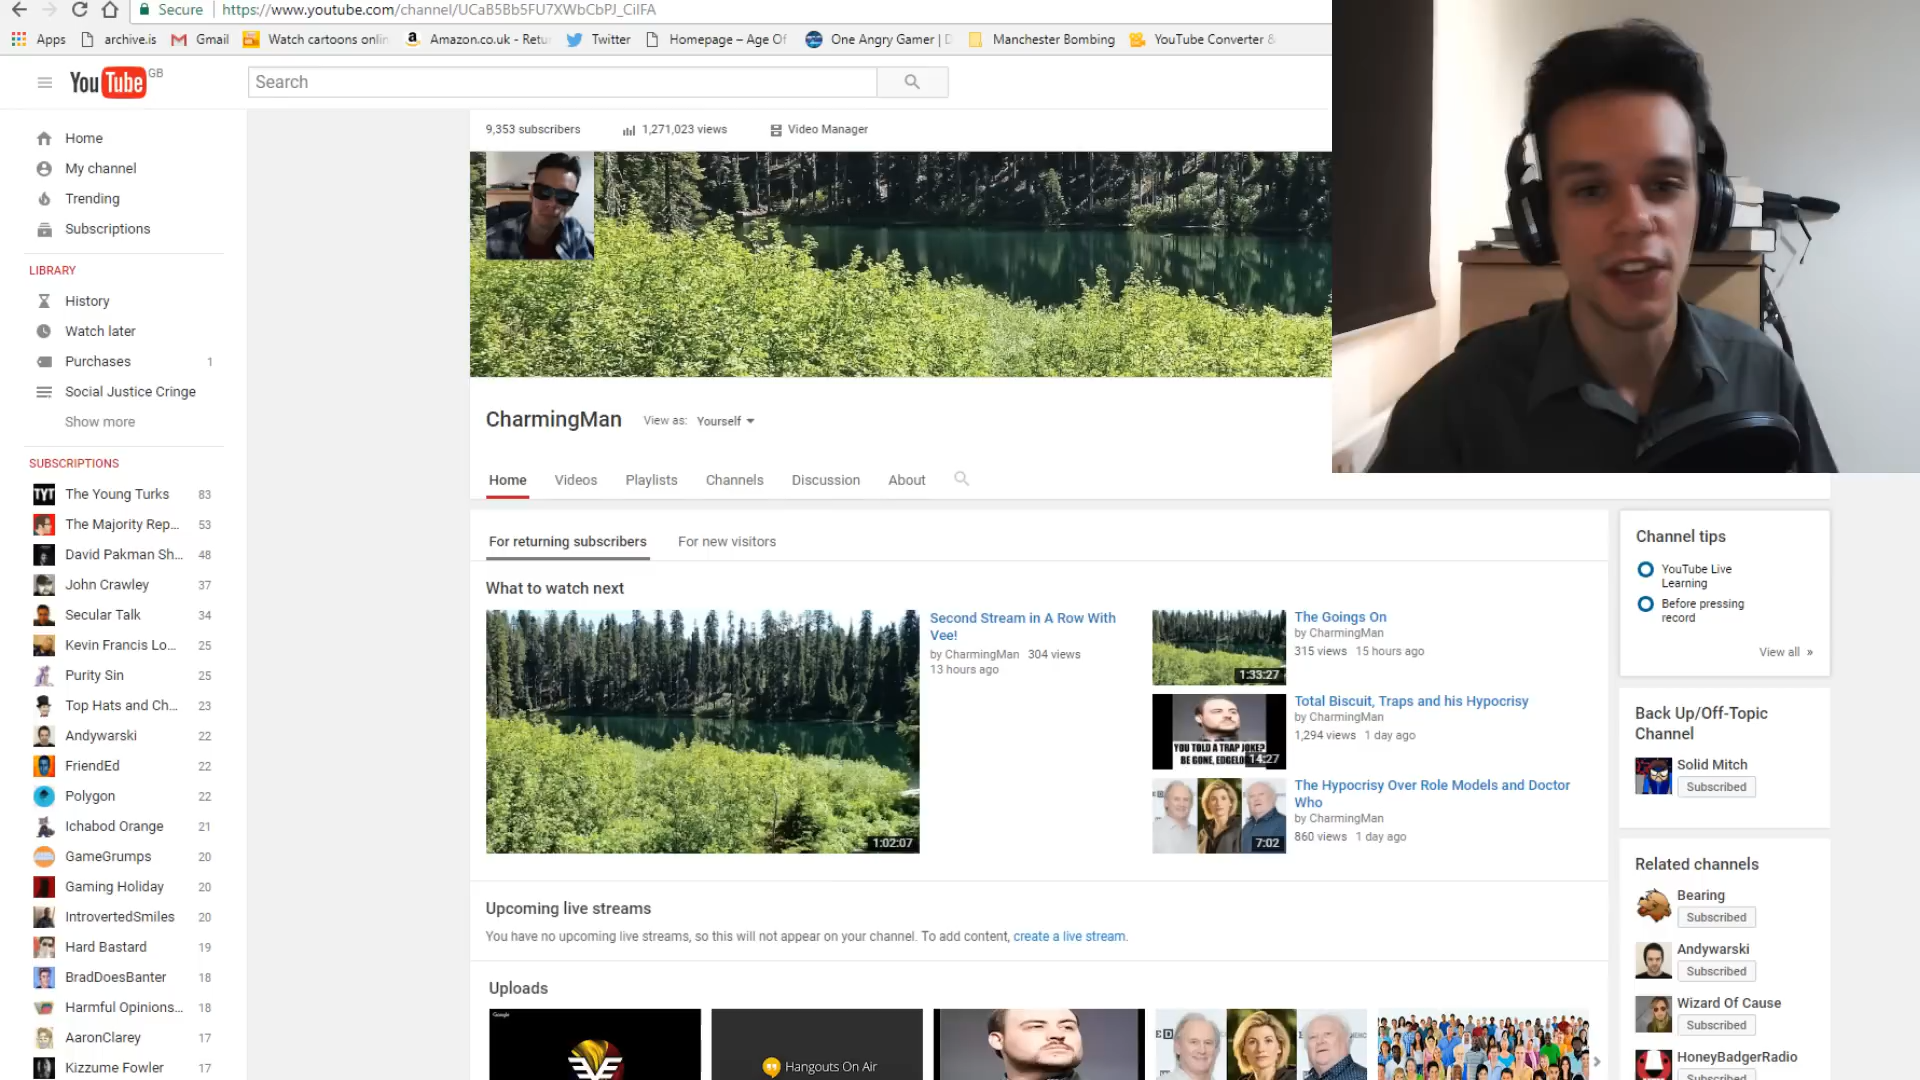 Secure
https://www.youtube.com/channel/UCaB5Bb5FU7XWbCbPJ_CiIFA
Apps
archive.is
Gmail
Watch cartoons onlin
Amazon.co.uk - Retu
Twitter
Homepage – Age Of
One Angry Gamer | D
Manchester Bombing
YouTube Converter &
YouTube GB
Search
9,353 subscribers
1,271,023 views
Video Manager
Home
My channel
Trending
Subscriptions
LIBRARY
History
Watch later
Purchases 1
Social Justice Cringe
Show more
SUBSCRIPTIONS
TYT The Young Turks 83
The Majority Rep... 53
David Pakman Sh... 48
John Crawley 37
Secular Talk 34
Kevin Francis Lo... 25
Purity Sin 25
Top Hats and Ch... 23
Andywarski 22
FriendEd 22
Polygon 22
Ichabod Orange 21
GameGrumps 20
Gaming Holiday 20
IntrovertedSmiles 20
Hard Bastard 19
BradDoesBanter 18
Harmful Opinions... 18
AaronClarey 17
Kizzume Fowler 17
CharmingMan
View as: Yourself
Home
Videos
Playlists
Channels
Discussion
About
For returning subscribers
For new visitors
What to watch next
1:02:07
Second Stream in A Row With
Vee!
by CharmingMan 304 views
13 hours ago
1:33:27
The Goings On
by CharmingMan
315 views 15 hours ago
YOU TOLD A TRAP JOKE?
BE GONE, EDGELO
14:27
Total Biscuit, Traps and his Hypocrisy
by CharmingMan
1,294 views 1 day ago
7:02
The Hypocrisy Over Role Models and Doctor
Who
by CharmingMan
860 views 1 day ago
Upcoming live streams
You have no upcoming live streams, so this will not appear on your channel. To add content, create a live stream.
Uploads
Google
Hangouts On Air
Channel tips
YouTube Live
Learning
Before pressing
record
View all »
Back Up/Off-Topic
Channel
Solid Mitch
Subscribed
Related channels
Bearing
Subscribed
Andywarski
Subscribed
Wizard Of Cause
Subscribed
HoneyBadgerRadio
Subscribed